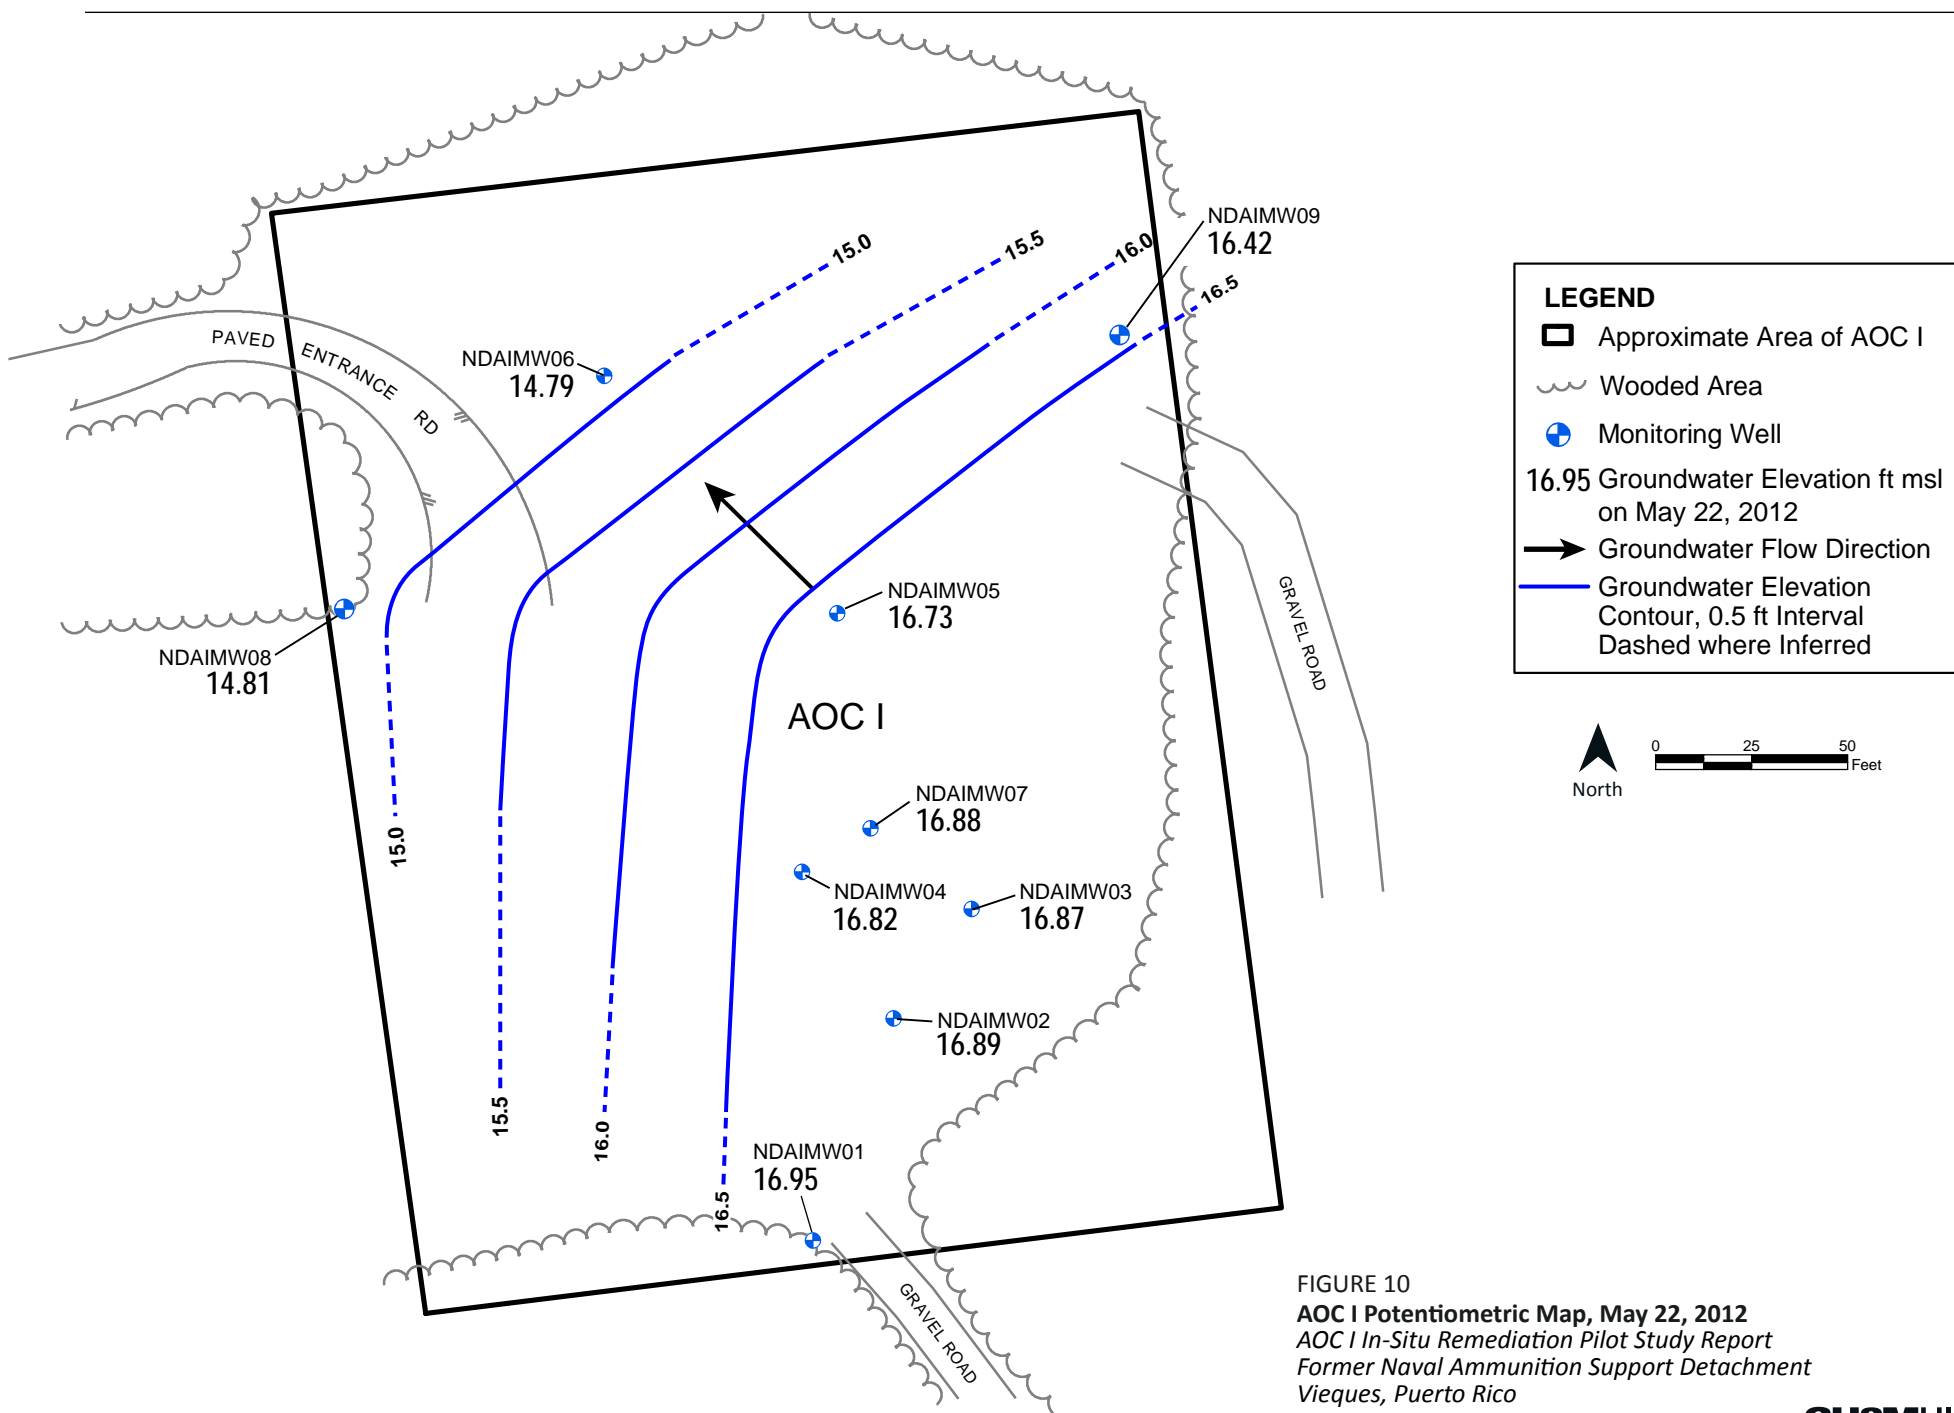 15.0
15.5
16.0
16.5
NDAIMW09
16.42
PAVED ENTRANCE RD
NDAIMW06
14.79
NDAIMW05
16.73
NDAIMW08
14.81
AOC I
GRAVEL ROAD
NDAIMW07
16.88
NDAIMW04
16.82
NDAIMW03
16.87
NDAIMW02
16.89
15.0
15.5
16.0
16.5
NDAIMW01
16.95
GRAVEL ROAD
LEGEND
Approximate Area of AOC I
Wooded Area
Monitoring Well
16.95 Groundwater Elevation ft msl
on May 22, 2012
Groundwater Flow Direction
Groundwater Elevation
Contour, 0.5 ft Interval
Dashed where Inferred
North
0 25 50
Feet
FIGURE 10
AOC I Potentiometric Map, May 22, 2012
AOC I In-Situ Remediation Pilot Study Report
Former Naval Ammunition Support Detachment
Vieques, Puerto Rico